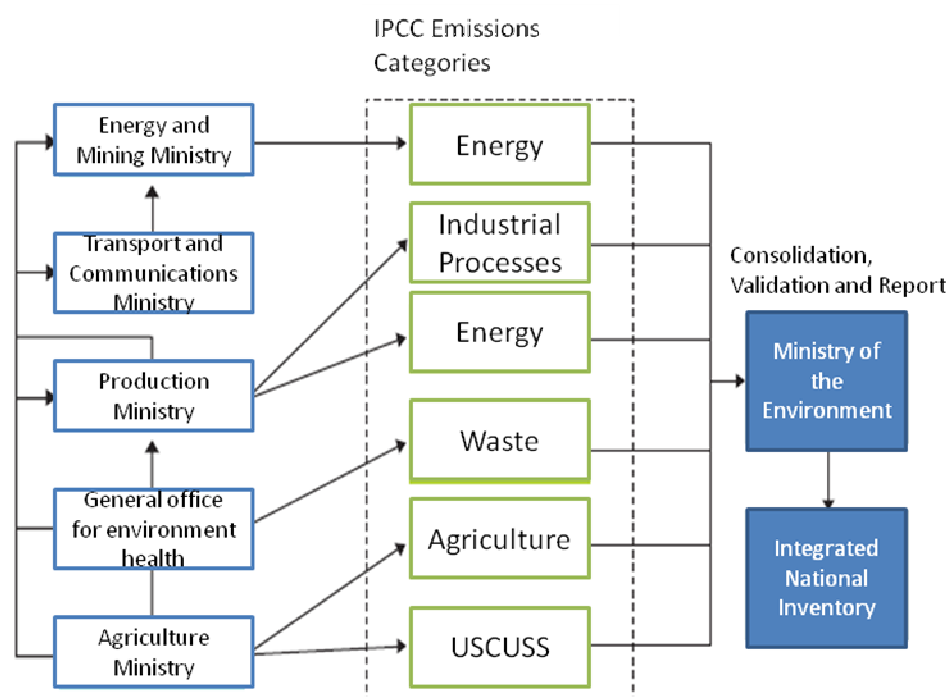 IPCC Emissions
Categories
Energy and
Mining Ministry
Transport and
Communications
Ministry
Production
Ministry
General office
for environment
health
Agriculture
Ministry
Energy
Industrial
Processes
Energy
Waste
Agriculture
USCUSS
Consolidation,
Validation and Report
Ministry of
the
Environment
Integrated
National
Inventory